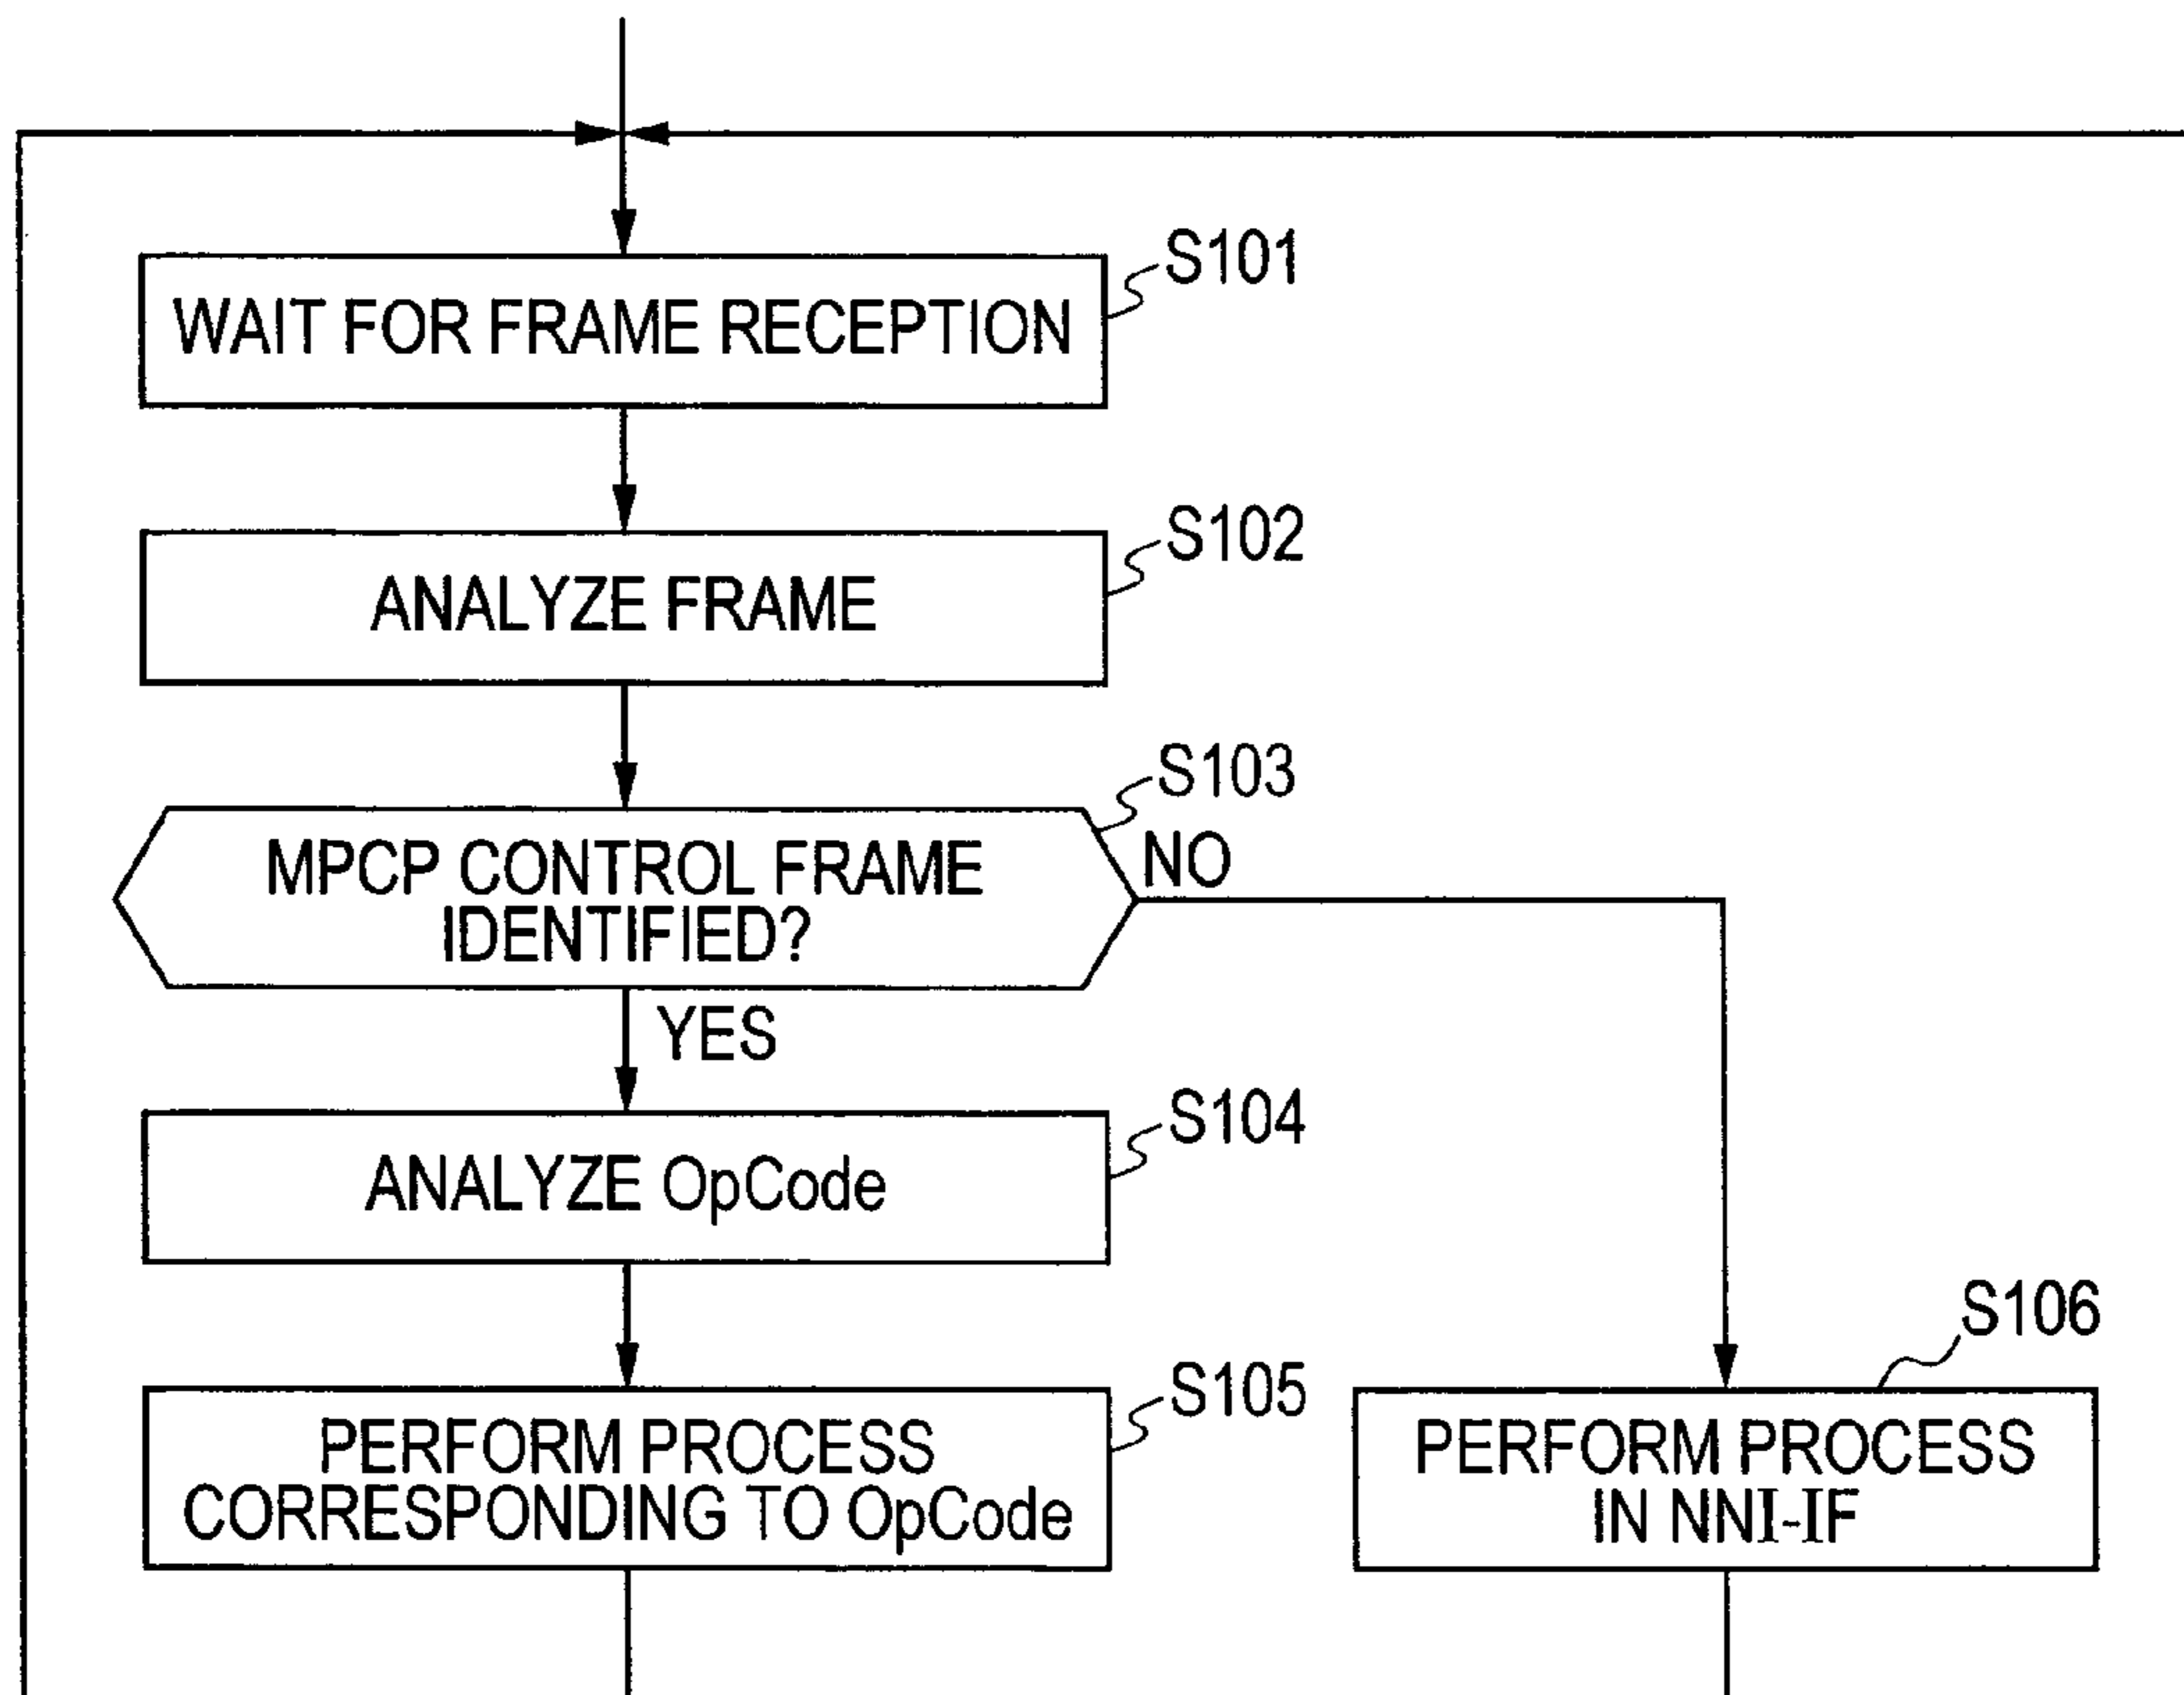 S101
WAIT FOR FRAME RECEPTION
S102
ANALYZE FRAME
S103
MPCP CONTROL FRAME
IDENTIFIED?
NO
YES
S104
ANALYZE OpCode
S105
PERFORM PROCESS
CORRESPONDING TO OpCode
S106
PERFORM PROCESS
IN NNI-IF